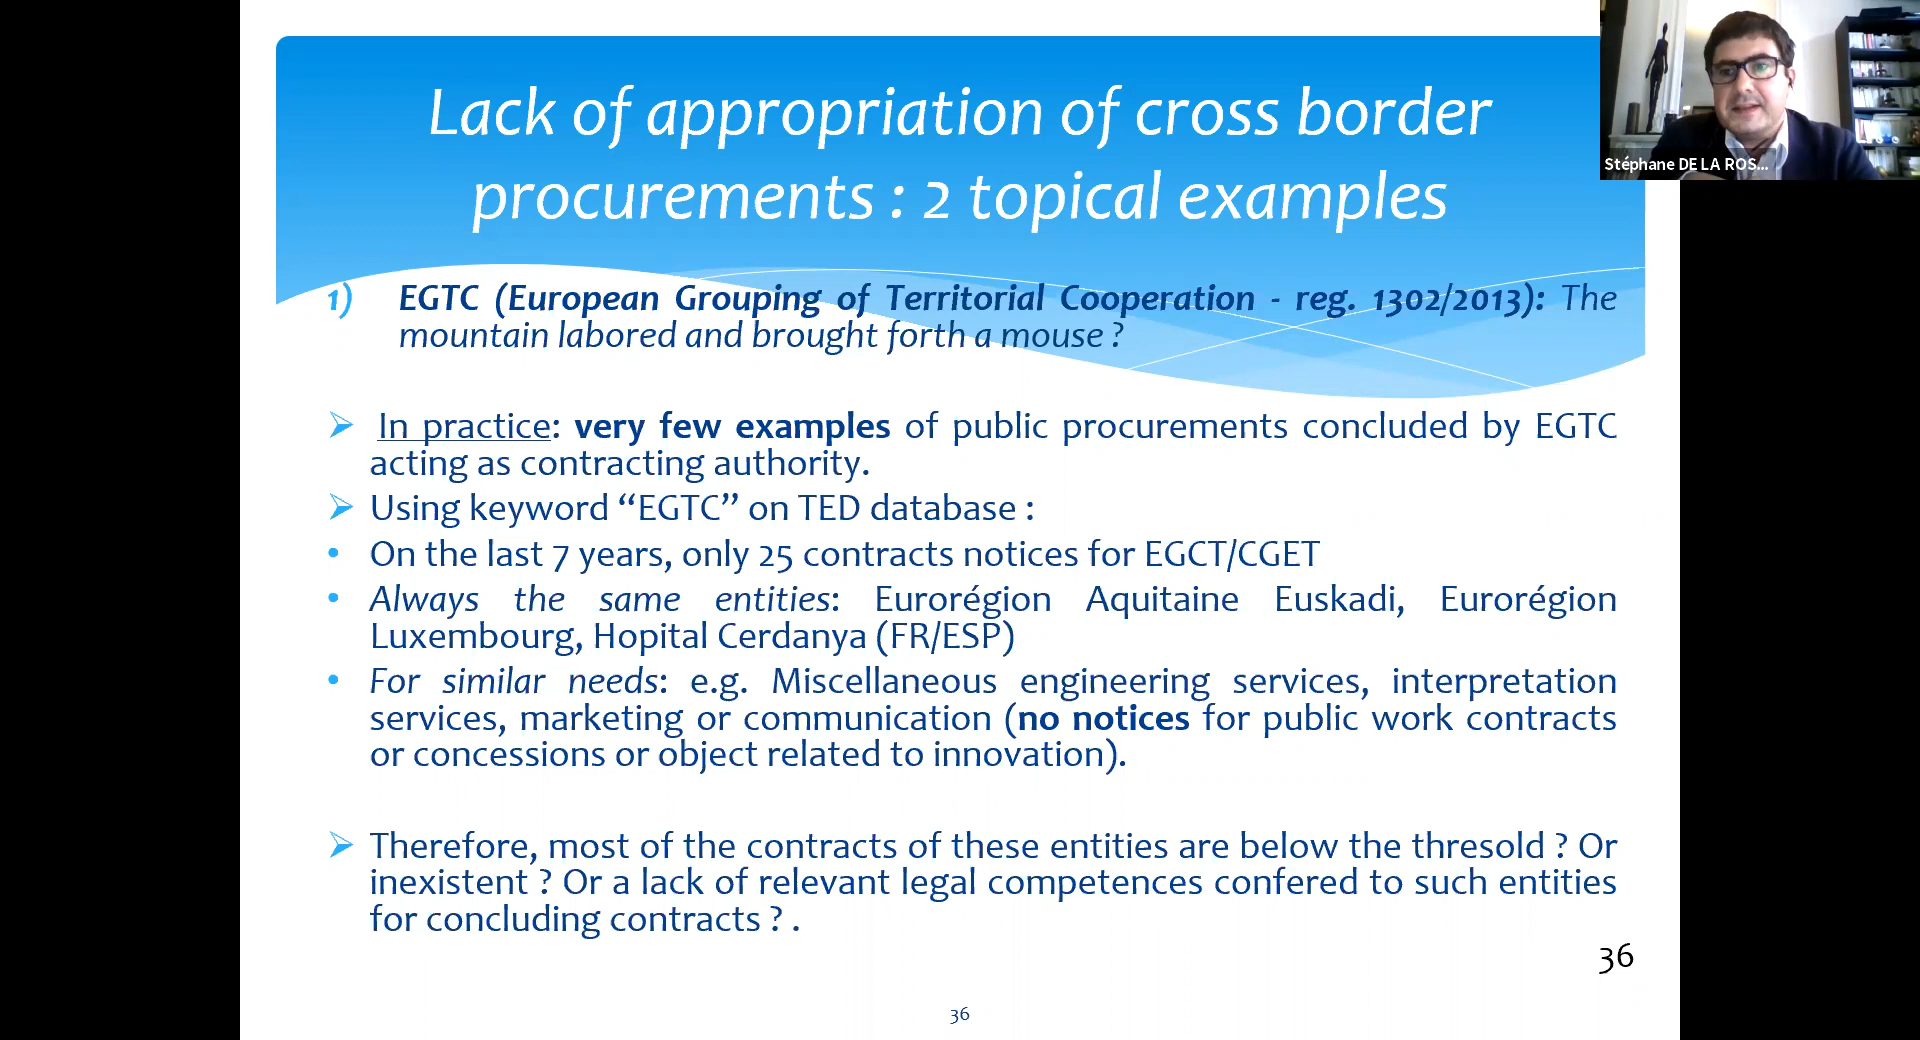 Lack of appropriation of cross border
procurements : 2 topical examples
Stéphane DE LA ROS...
1) EGTC (European Grouping of Territorial Cooperation - reg. 1302/2013): The
mountain labored and brought forth a mouse ?
➢ In practice: very few examples of public procurements concluded by EGTC
acting as contracting authority.
➢ Using keyword “EGTC” on TED database :
• On the last 7 years, only 25 contracts notices for EGCT/CGET
• Always the same entities: Eurorégion Aquitaine Euskadi, Eurorégion
Luxembourg, Hopital Cerdanya (FR/ESP)
• For similar needs: e.g. Miscellaneous engineering services, interpretation
services, marketing or communication (no notices for public work contracts
or concessions or object related to innovation).
➢ Therefore, most of the contracts of these entities are below the thresold ? Or
inexistent ? Or a lack of relevant legal competences confered to such entities
for concluding contracts ? .
36
36